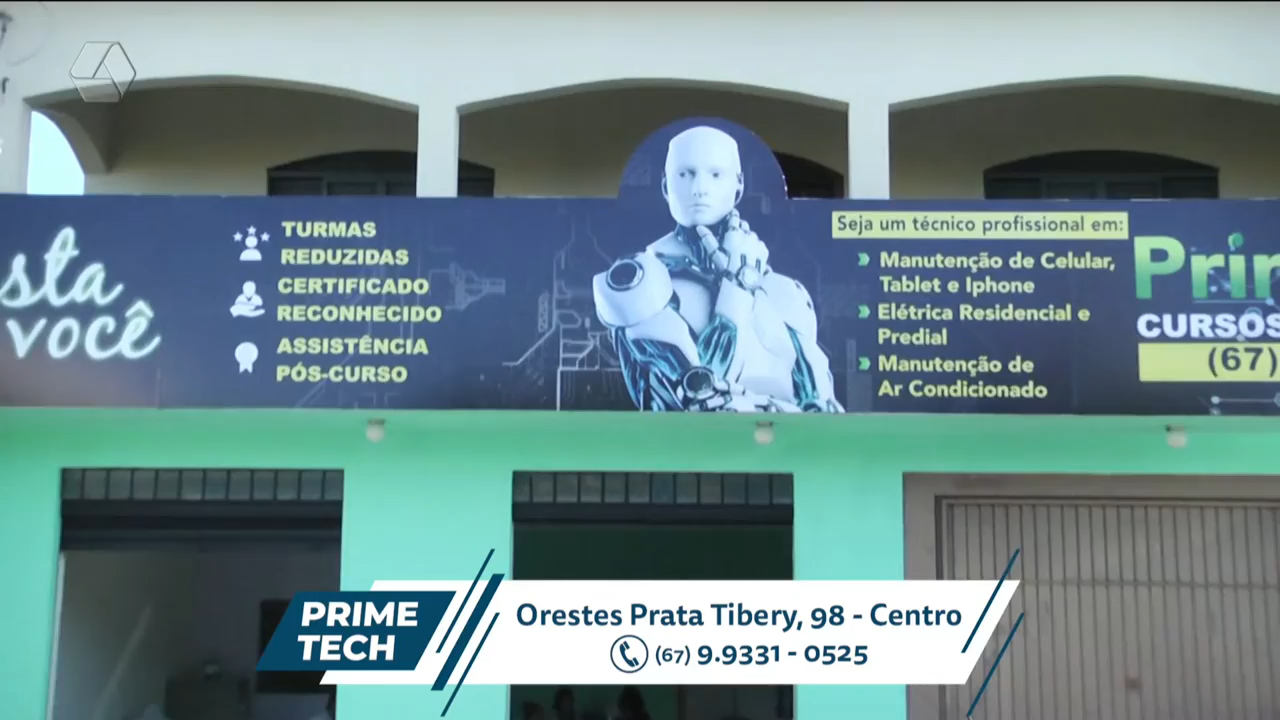 sta
você
TURMAS
REDUZIDAS
CERTIFICADO
RECONHECIDO
ASSISTÊNCIA
PÓS-CURSO
Seja um técnico profissional em:
Manutenção de Celular,
Tablet e Iphone
Elétrica Residencial e
Predial
Manutenção de
Ar Condicionado
Prin
CURSOS
(67)
PRIME
TECH
Orestes Prata Tibery, 98 - Centro
(67) 9.9331 - 0525